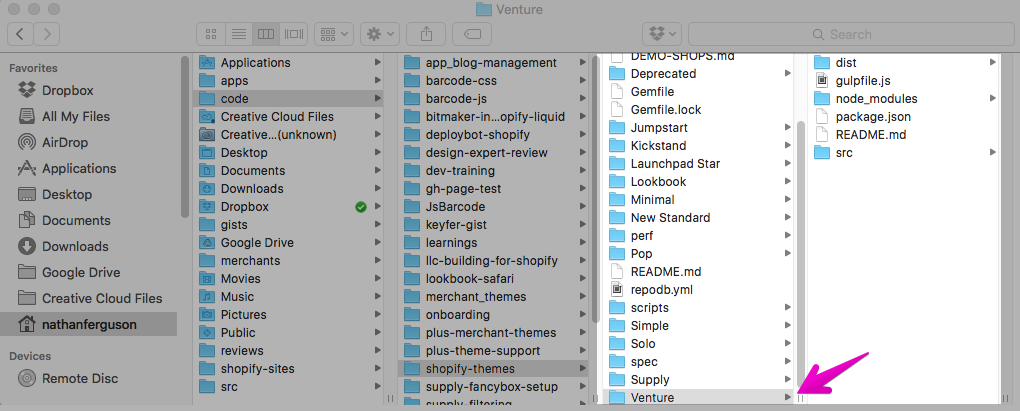 Venture
Search
Favorites
Dropbox
All My Files
AirDrop
Applications
Desktop
Documents
Downloads
Google Drive
Creative Cloud Files
nathanferguson
Devices
Remote Disc
Applications
apps
code
Creative Cloud Files
Creative...(unknown)
Desktop
Documents
Downloads
Dropbox
gists
Google Drive
merchants
Movies
Music
Pictures
Public
reviews
shopify-sites
src
app_blog-management
barcode-css
barcode-js
bitmaker-in...opify-liquid
deploybot-shopify
design-expert-review
dev-training
gh-page-test
JsBarcode
keyfer-gist
learnings
llc-building-for-shopify
lookbook-safari
merchant_themes
onboarding
plus-merchant-themes
plus-theme-support
shopify-themes
supply-fancybox-setup
supply-filtering
DEMO-SHOPS.md
Deprecated
Gemfile
Gemfile.lock
Jumpstart
Kickstand
Launchpad Star
Lookbook
Minimal
New Standard
perf
Pop
README.md
repodb.yml
scripts
Simple
Solo
spec
Supply
Venture
dist
gulpfile.js
node_modules
package.json
README.md
src